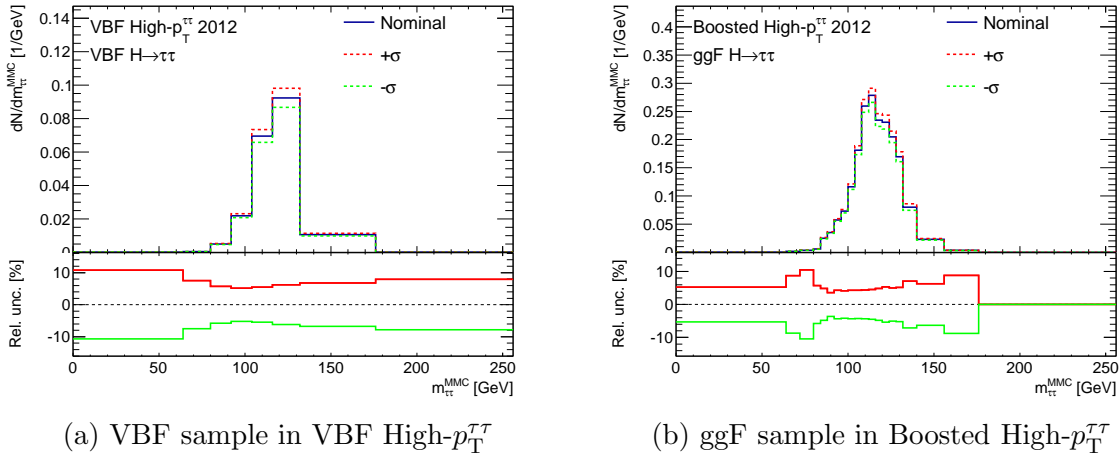 dN/dm_ττ^MMC [1/GeV]
0.14
0.12
0.1
0.08
0.06
0.04
0.02
0
VBF High-p_T^ττ 2012
VBF H→ττ
Nominal
+σ
-σ
Rel. unc. [%]
10
0
-10
0 50 100 150 200 250
m_ττ^MMC [GeV]
(a) VBF sample in VBF High-p_T^ττ
dN/dm_ττ^MMC [1/GeV]
0.4
0.35
0.3
0.25
0.2
0.15
0.1
0.05
0
Boosted High-p_T^ττ 2012
ggF H→ττ
Nominal
+σ
-σ
Rel. unc. [%]
10
0
-10
0 50 100 150 200 250
m_ττ^MMC [GeV]
(b) ggF sample in Boosted High-p_T^ττ